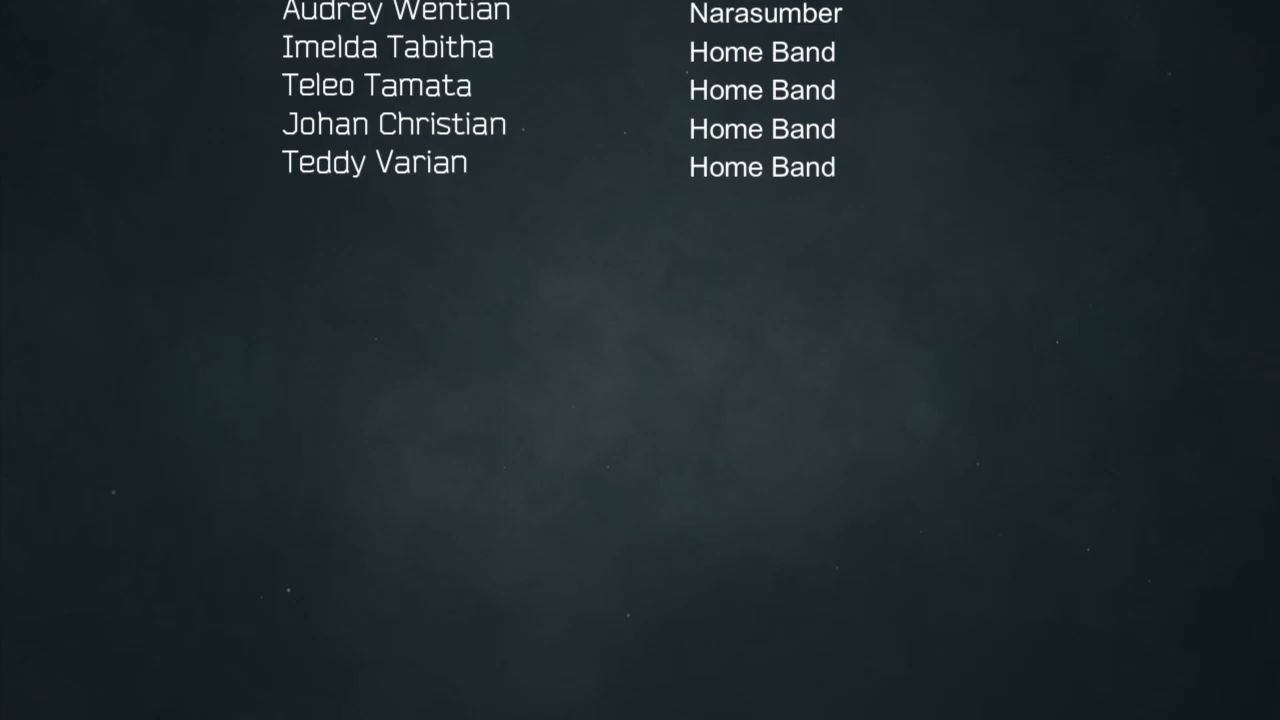 Audrey Wentian Narasumber
Imelda Tabitha Home Band
Teleo Tamata Home Band
Johan Christian Home Band
Teddy Varian Home Band